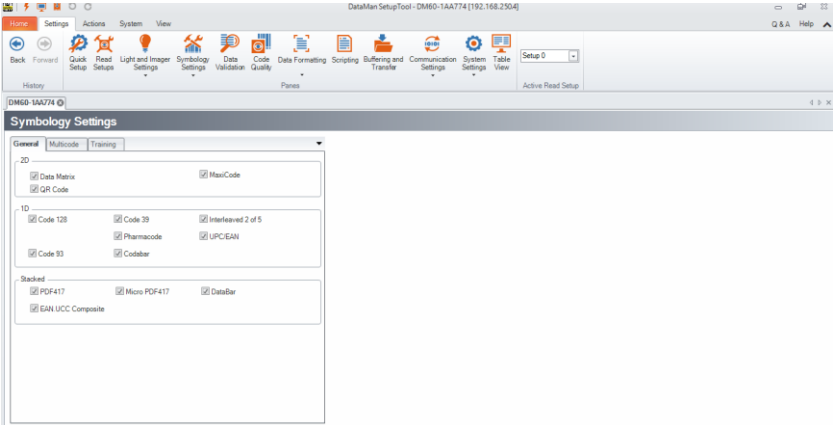 DataMan SetupTool - DM60-1AA774 [192.168.2504]
Home Settings Actions System View Q & A Help
Back Forward Quick Setup Read Setups Light and Imager Settings Symbology Settings Data Validation Code Quality Data Formatting Scripting Buffering and Transfer Communication Settings System Settings Table View Setup 0
History Panes Active Read Setup
DM60-1AA774
Symbology Settings
General Multicode Training
2D
Data Matrix MaxiCode
QR Code
1D
Code 128 Code 39 Interleaved 2 of 5
Pharmacode UPC/EAN
Code 93 Codabar
Stacked
PDF417 Micro PDF417 DataBar
EAN.UCC Composite